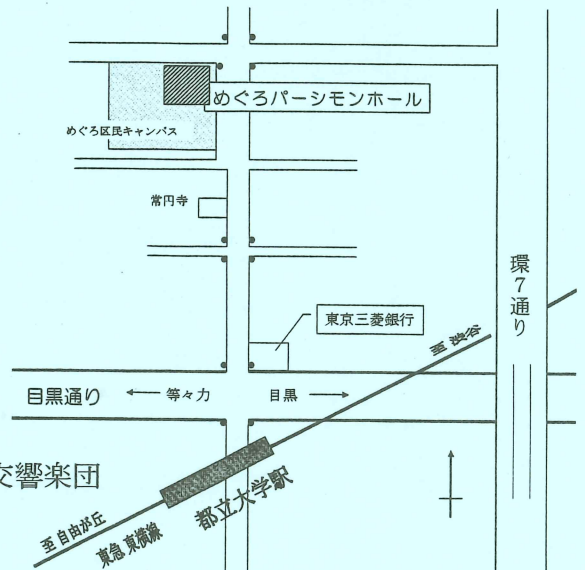 めぐろパーシモンホール
めぐろ区民キャンパス
常円寺
環7通り
東京三菱銀行
至 渋谷
目黒通り
等々力
目黒
交響楽団
都立大学駅
至 自由が丘
東急 東横線